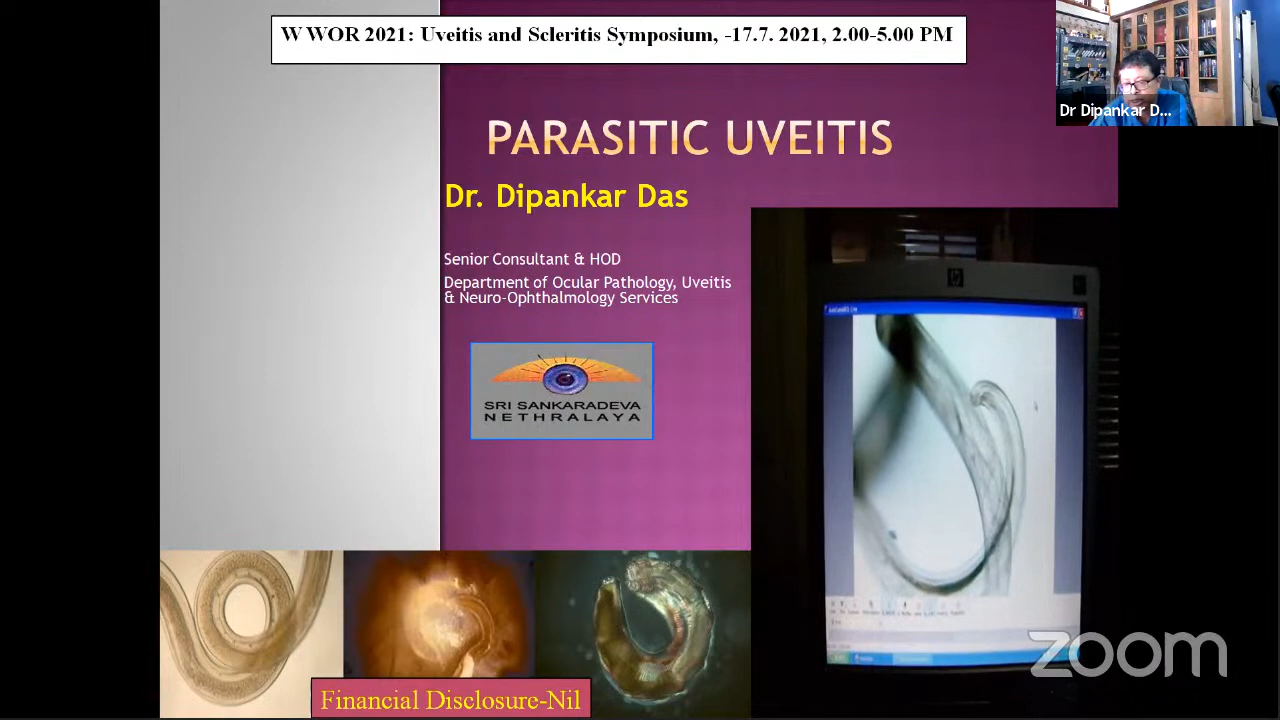 W WOR 2021: Uveitis and Scleritis Symposium, -17.7. 2021, 2.00-5.00 PM
Dr Dipankar D...
PARASITIC UVEITIS
Dr. Dipankar Das
Senior Consultant & HOD
Department of Ocular Pathology, Uveitis
& Neuro-Ophthalmology Services
SRI SANKARADEVA
NETHRALAYA
hp
Financial Disclosure-Nil
zoom